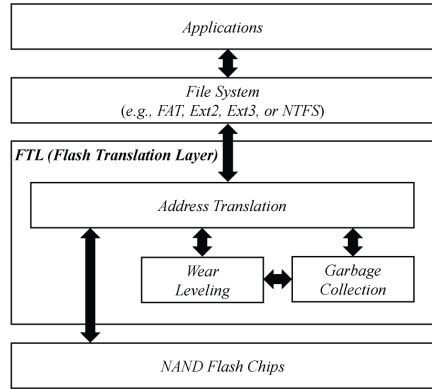 Applications
File System
(e.g., FAT, Ext2, Ext3, or NTFS)
FTL (Flash Translation Layer)
Address Translation
Wear
Leveling
Garbage
Collection
NAND Flash Chips